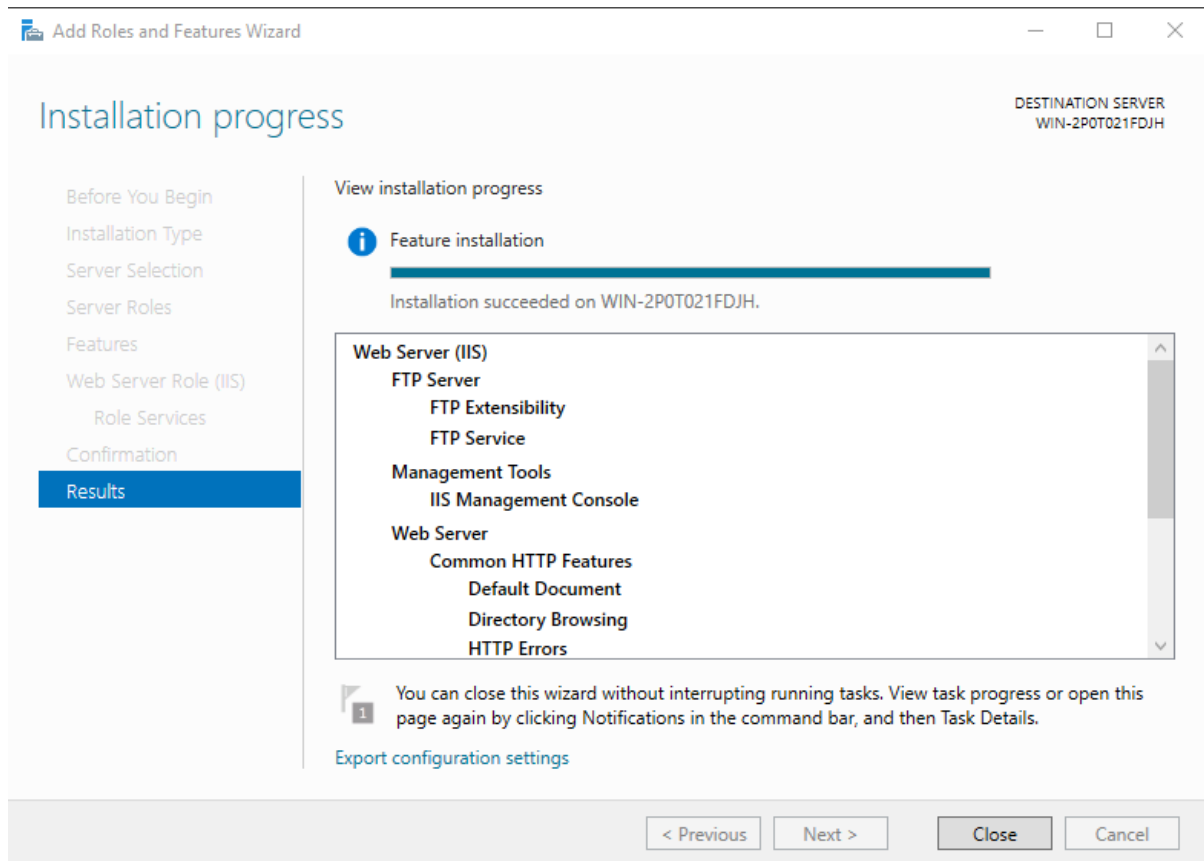 Add Roles and Features Wizard
Installation progress
DESTINATION SERVER
WIN-2P0T021FDJH
Before You Begin
Installation Type
Server Selection
Server Roles
Features
Web Server Role (IIS)
Role Services
Confirmation
Results
View installation progress
Feature installation
Installation succeeded on WIN-2P0T021FDJH.
Web Server (IIS)
FTP Server
FTP Extensibility
FTP Service
Management Tools
IIS Management Console
Web Server
Common HTTP Features
Default Document
Directory Browsing
HTTP Errors
1
You can close this wizard without interrupting running tasks. View task progress or open this
page again by clicking Notifications in the command bar, and then Task Details.
Export configuration settings
< Previous
Next >
Close
Cancel